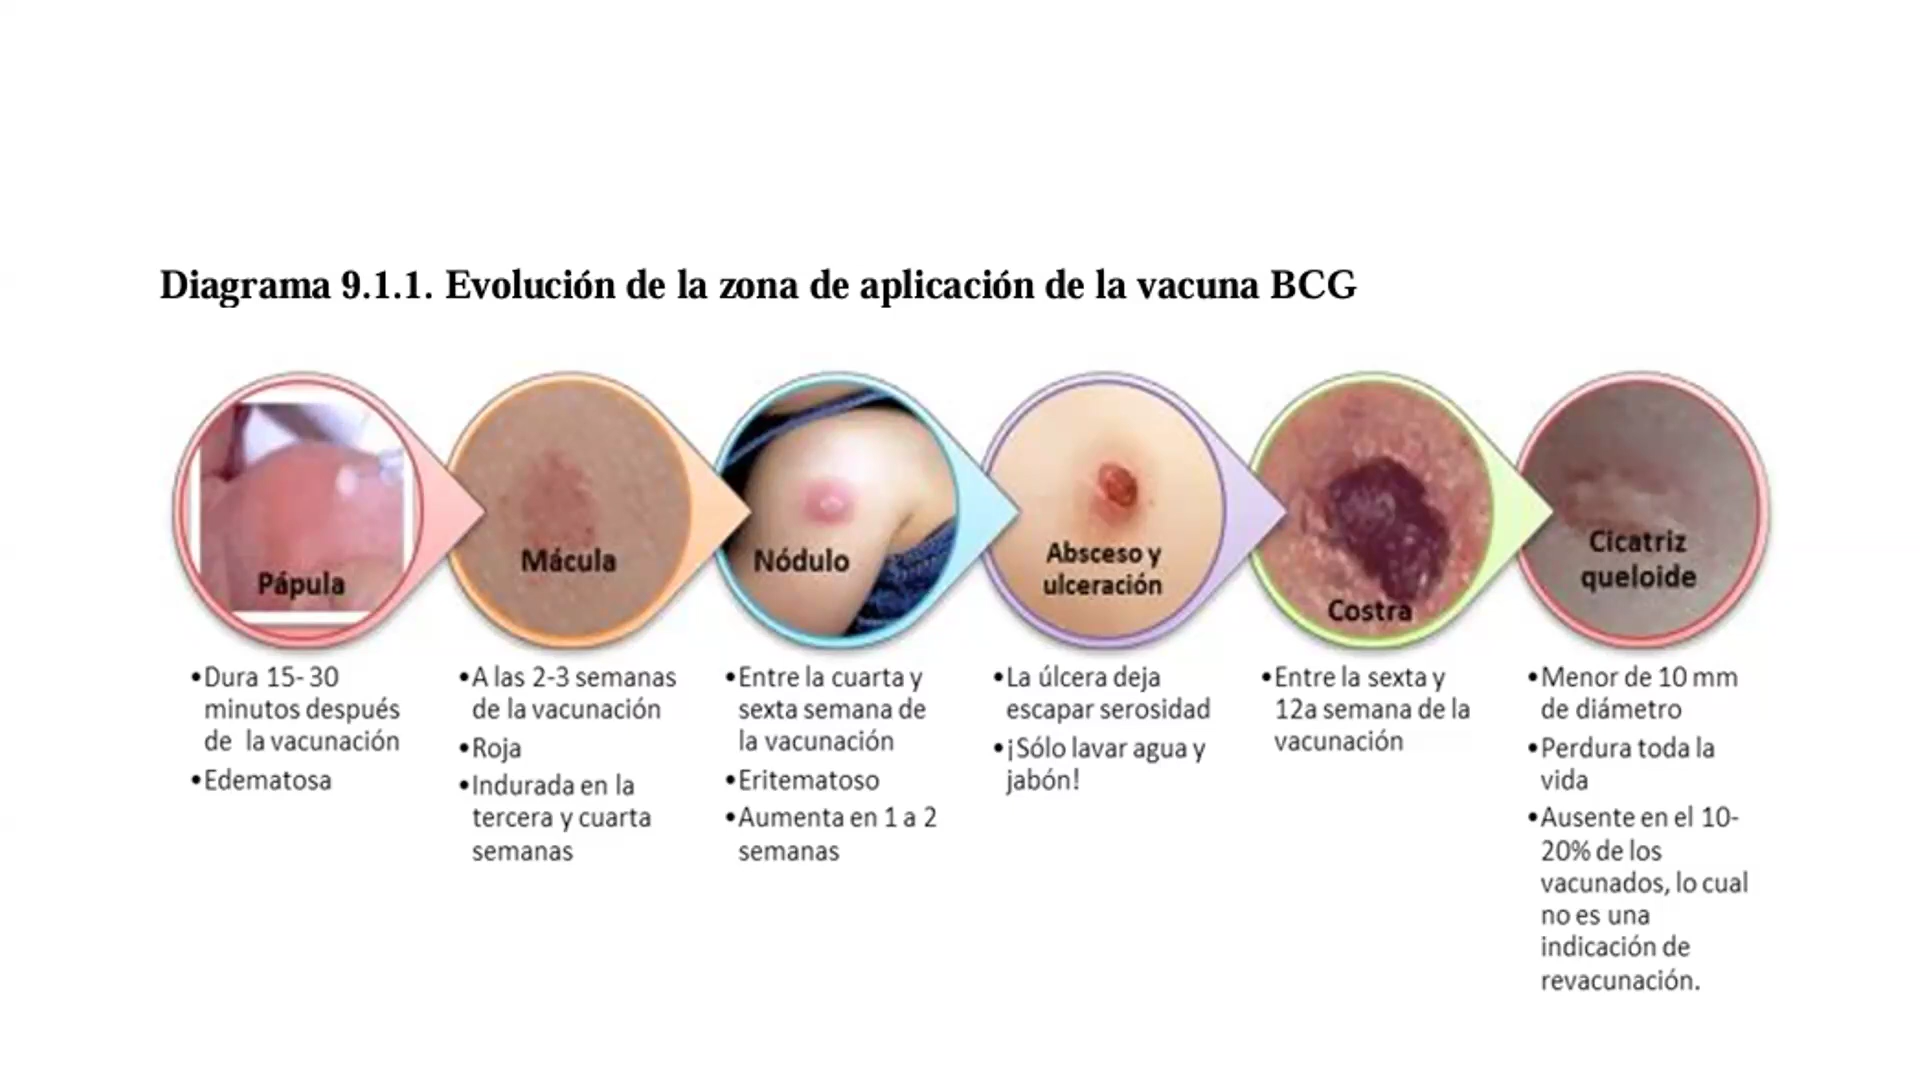 Diagrama 9.1.1. Evolución de la zona de aplicación de la vacuna BCG
Pápula
•Dura 15- 30
minutos después
de la vacunación
•Edematosa
Mácula
•A las 2-3 semanas
de la vacunación
•Roja
•Indurada en la
tercera y cuarta
semanas
Nódulo
•Entre la cuarta y
sexta semana de
la vacunación
•Eritematoso
•Aumenta en 1 a 2
semanas
Absceso y
ulceración
•La úlcera deja
escapar serosidad
•¡Sólo lavar agua y
jabón!
Costra
•Entre la sexta y
12a semana de la
vacunación
Cicatriz
queloide
•Menor de 10 mm
de diámetro
•Perdura toda la
vida
•Ausente en el 10-
20% de los
vacunados, lo cual
no es una
indicación de
revacunación.